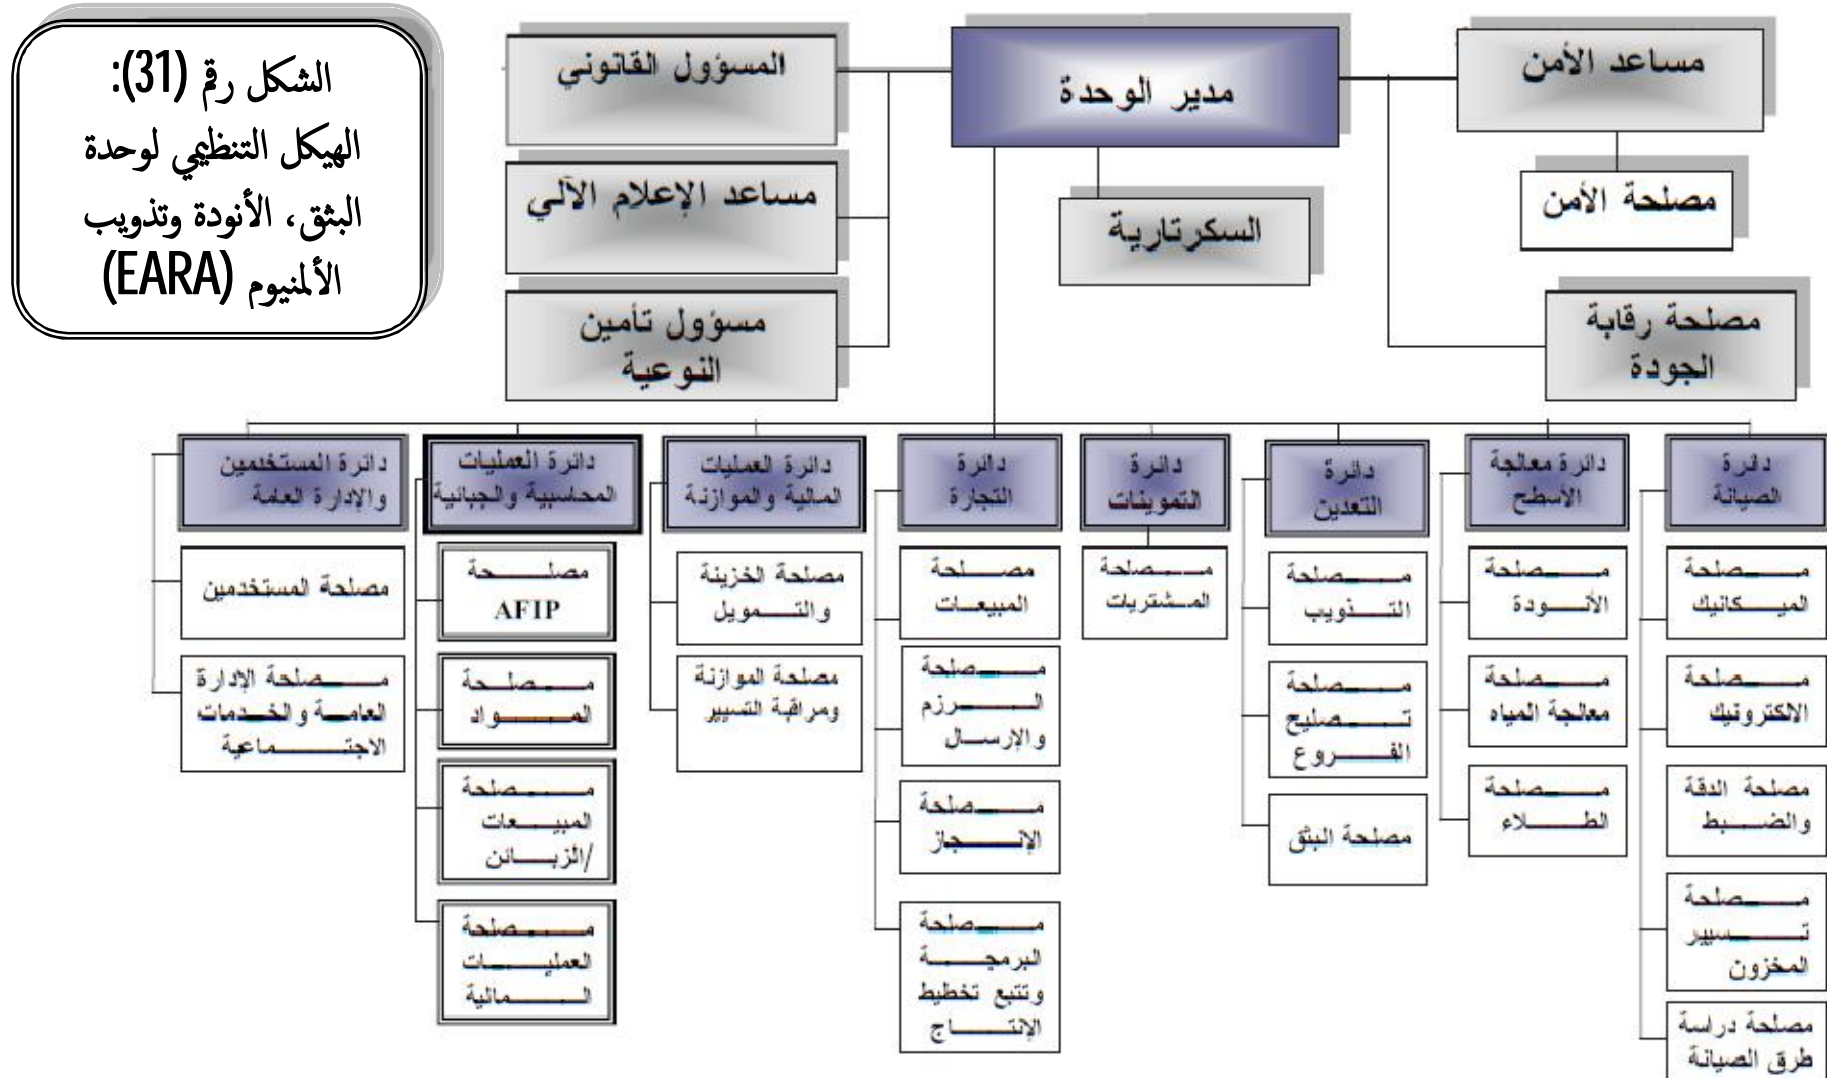 الشكل رقم (31):
الهيكل التنظيمي لوحدة
البثق، الأنودة وتذويب
الألمنيوم (EARA)
مدير الوحدة
السكرتارية
مساعد الأمن
مصلحة الأمن
مصلحة رقابة
الجودة
المسؤول القانوني
مساعد الإعلام الآلي
مسؤول تأمين
النوعية
دائرة
الصيانة
مصلحة
الميكانيك
مصلحة
الالكترونيك
مصلحة الدقة
والضبط
مصلحة
تسيير
المخزون
مصلحة دراسة
طرق الصيانة
دائرة معالجة
الأسطح
مصلحة
الأنودة
مصلحة
معالجة المياه
مصلحة
الطلاء
دائرة
التعدين
مصلحة
التذويب
مصلحة
تصليح
الفروع
مصلحة البثق
دائرة
التموينات
مصلحة
المشتريات
دائرة
التجارة
مصلحة
المبيعات
مصلحة
الرزم
والإرسال
مصلحة
الإنجاز
مصلحة
البرمجة
وتتبع تخطيط
الإنتاج
دائرة العمليات
المالية والموازنة
مصلحة الخزينة
والتمويل
مصلحة الموازنة
ومراقبة التسيير
دائرة العمليات
المحاسبية والجبائية
مصلحة
AFIP
مصلحة
المواد
مصلحة
المبيعات
/الزبائن
مصلحة
العمليات
المالية
دائرة المستخدمين
والإدارة العامة
مصلحة المستخدمين
مصلحة الإدارة
العامة والخدمات
الاجتماعية